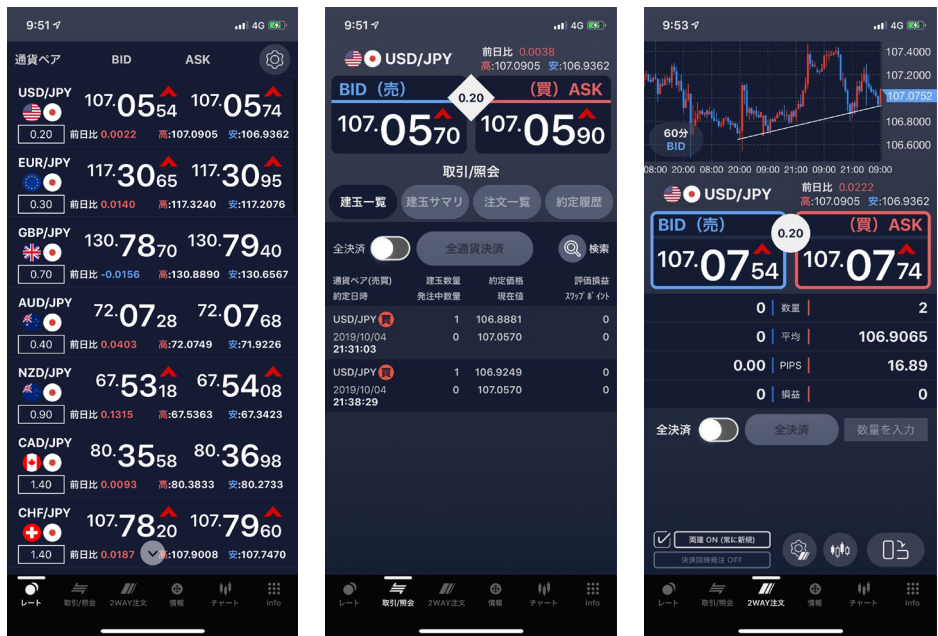 9:51
4G
通貨ペア BID ASK
USD/JPY 107.0554 107.0574
0.20 前日比 0.0022 高:107.0905 安:106.9362
EUR/JPY 117.3065 117.3095
0.30 前日比 0.0140 高:117.3240 安:117.2076
GBP/JPY 130.7870 130.7940
0.70 前日比 -0.0156 高:130.8890 安:130.6567
AUD/JPY 72.0728 72.0768
0.40 前日比 0.0403 高:72.0749 安:71.9226
NZD/JPY 67.5318 67.5408
0.90 前日比 0.1315 高:67.5363 安:67.3423
CAD/JPY 80.3558 80.3698
1.40 前日比 0.0093 高:80.3833 安:80.2733
CHF/JPY 107.7820 107.7960
1.40 前日比 0.0187 高:107.9008 安:107.7470
レート 取引/照会 2WAY注文 情報 チャート Info
9:51
4G
USD/JPY 前日比 0.0038
高:107.0905 安:106.9362
BID (売) 0.20 (買) ASK
107.0570 107.0590
取引/照会
建玉一覧 建玉サマリ 注文一覧 約定履歴
全決済 全通貨決済 検索
通貨ペア(売買) 建玉数量 約定価格 評価損益
約定日時 発注中数量 現在値 スワップポイント
USD/JPY 買 1 106.8881 0
2019/10/04 0 107.0570 0
21:31:03
USD/JPY 買 1 106.9249 0
2019/10/04 0 107.0570 0
21:38:29
レート 取引/照会 2WAY注文 情報 チャート Info
9:53
4G
107.4000
107.2000
107.0752
106.8000
106.6000
60分
BID
08:00 20:00 08:00 20:00 09:00 21:00 09:00 21:00 09:00
USD/JPY 前日比 0.0222
高:107.0905 安:106.9362
BID (売) 0.20 (買) ASK
107.0754 107.0774
0 数量 2
0 平均 106.9065
0.00 PIPS 16.89
0 損益 0
全決済 全決済 数量を入力
両建 ON (常に新規)
決済同時発注 OFF
レート 取引/照会 2WAY注文 情報 チャート Info